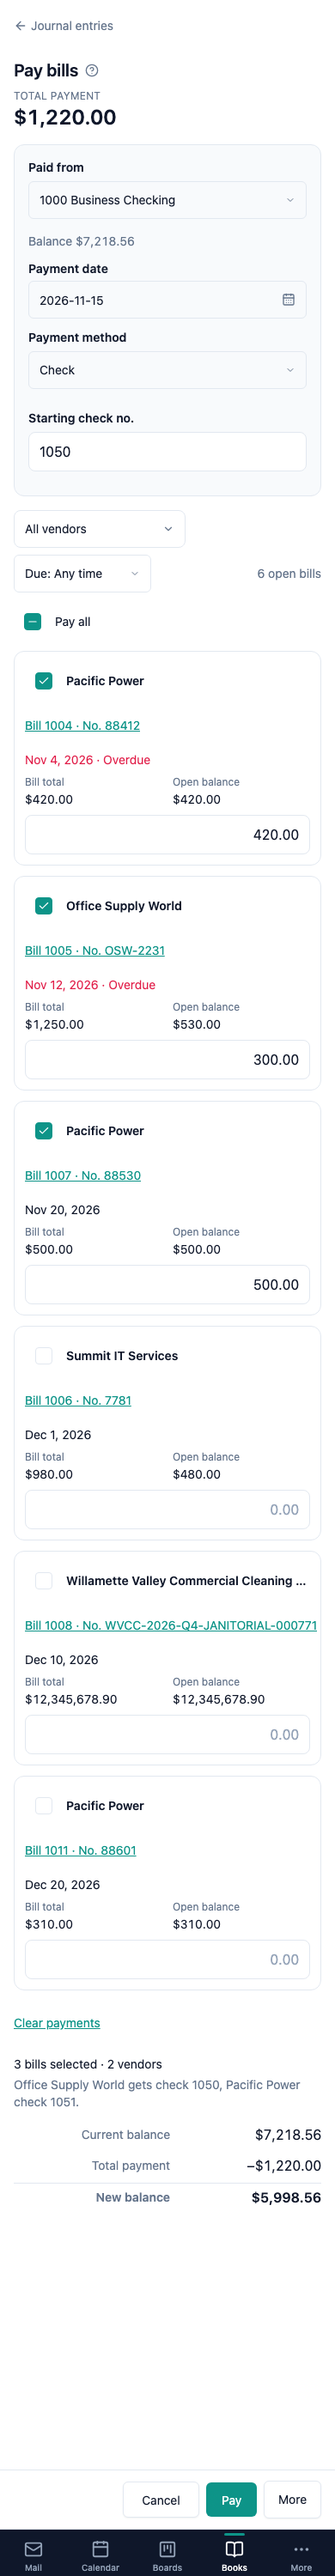 Journal entries
Pay bills
TOTAL PAYMENT
$1,220.00
Paid from
1000 Business Checking
Balance $7,218.56
Payment date
2026-11-15
Payment method
Check
Starting check no.
1050
All vendors
Due: Any time
6 open bills
Pay all
Pacific Power
Bill 1004 · No. 88412
Nov 4, 2026 · Overdue
Bill total Open balance
$420.00 $420.00
420.00
Office Supply World
Bill 1005 · No. OSW-2231
Nov 12, 2026 · Overdue
Bill total Open balance
$1,250.00 $530.00
300.00
Pacific Power
Bill 1007 · No. 88530
Nov 20, 2026
Bill total Open balance
$500.00 $500.00
500.00
Summit IT Services
Bill 1006 · No. 7781
Dec 1, 2026
Bill total Open balance
$980.00 $480.00
0.00
Willamette Valley Commercial Cleaning ...
Bill 1008 · No. WVCC-2026-Q4-JANITORIAL-000771
Dec 10, 2026
Bill total Open balance
$12,345,678.90 $12,345,678.90
0.00
Pacific Power
Bill 1011 · No. 88601
Dec 20, 2026
Bill total Open balance
$310.00 $310.00
0.00
Clear payments
3 bills selected · 2 vendors
Office Supply World gets check 1050, Pacific Power
check 1051.
Current balance $7,218.56
Total payment −$1,220.00
New balance $5,998.56
Cancel Pay More
Mail Calendar Boards Books More